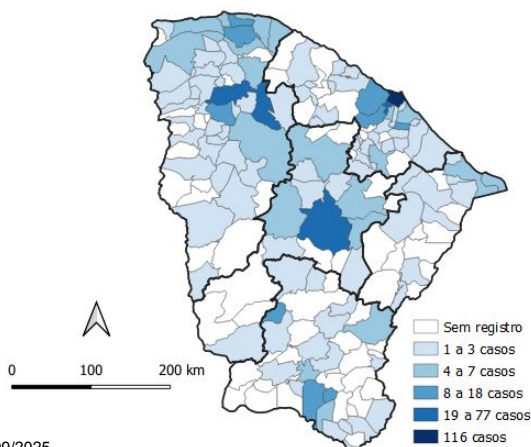 0 100 200 km
Sem registro
1 a 3 casos
4 a 7 casos
8 a 18 casos
19 a 77 casos
116 casos